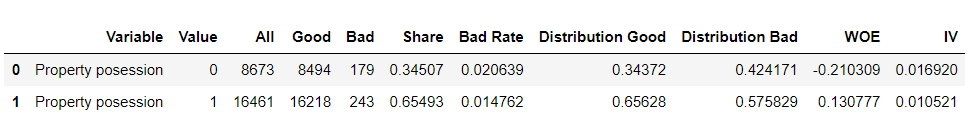 Variable Value All Good Bad Share Bad Rate Distribution Good Distribution Bad WOE IV
0 Property posession 0 8673 8494 179 0.34507 0.020639 0.34372 0.424171 -0.210309 0.016920
1 Property posession 1 16461 16218 243 0.65493 0.014762 0.65628 0.575829 0.130777 0.010521